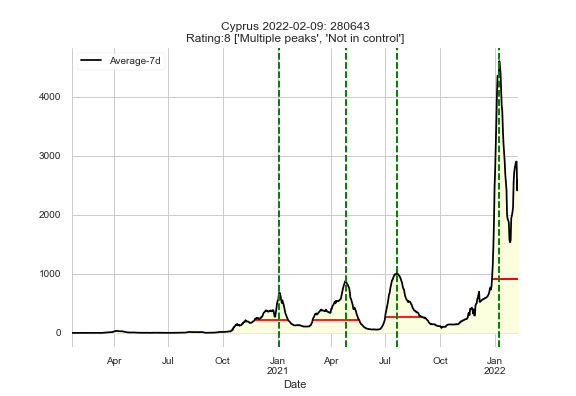 Cyprus 2022-02-09: 280643
Rating:8 ['Multiple peaks', 'Not in control']
Average-7d
4000
3000
2000
1000
0
Apr Jul Oct Jan Apr Jul Oct Jan
2021 2022
Date